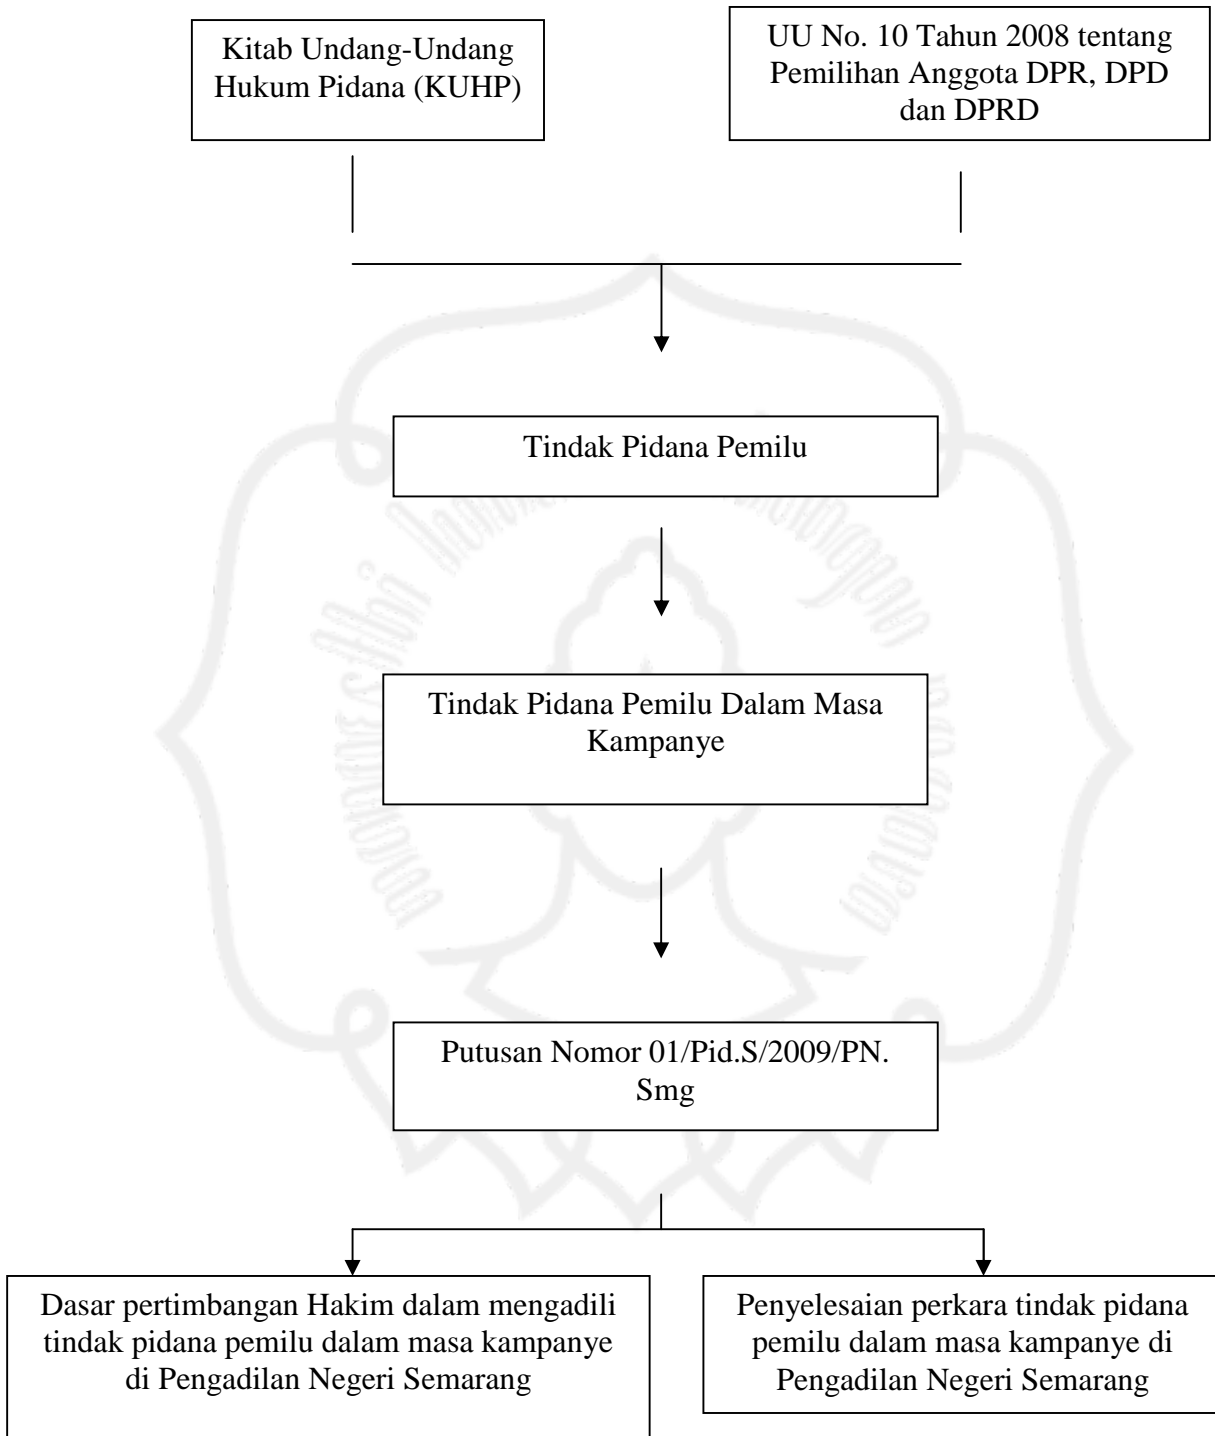 Kitab Undang-Undang
Hukum Pidana (KUHP)
UU No. 10 Tahun 2008 tentang
Pemilihan Anggota DPR, DPD
dan DPRD
Tindak Pidana Pemilu
Tindak Pidana Pemilu Dalam Masa
Kampanye
Putusan Nomor 01/Pid.S/2009/PN.
Smg
Dasar pertimbangan Hakim dalam mengadili
tindak pidana pemilu dalam masa kampanye
di Pengadilan Negeri Semarang
Penyelesaian perkara tindak pidana
pemilu dalam masa kampanye di
Pengadilan Negeri Semarang